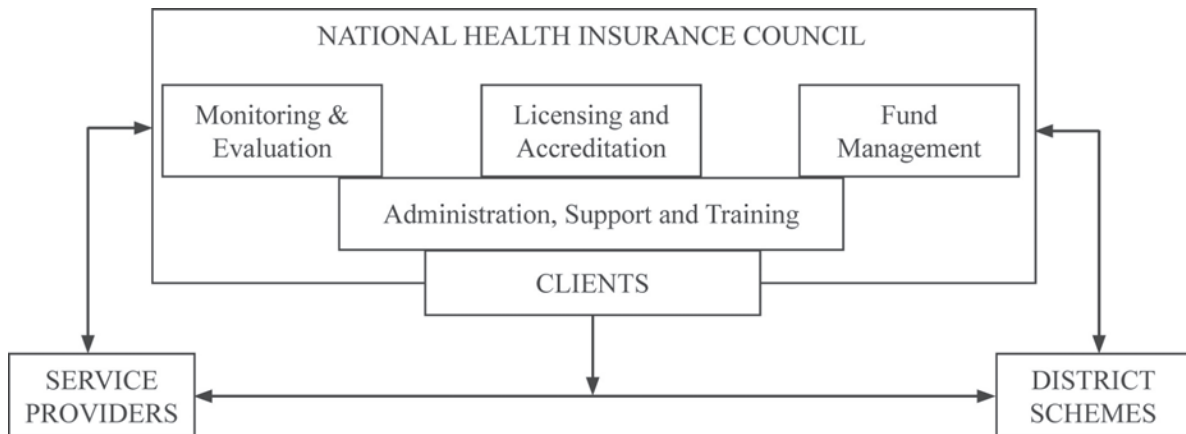 NATIONAL HEALTH INSURANCE COUNCIL
Monitoring &
Evaluation
Licensing and
Accreditation
Fund
Management
Administration, Support and Training
CLIENTS
SERVICE
PROVIDERS
DISTRICT
SCHEMES